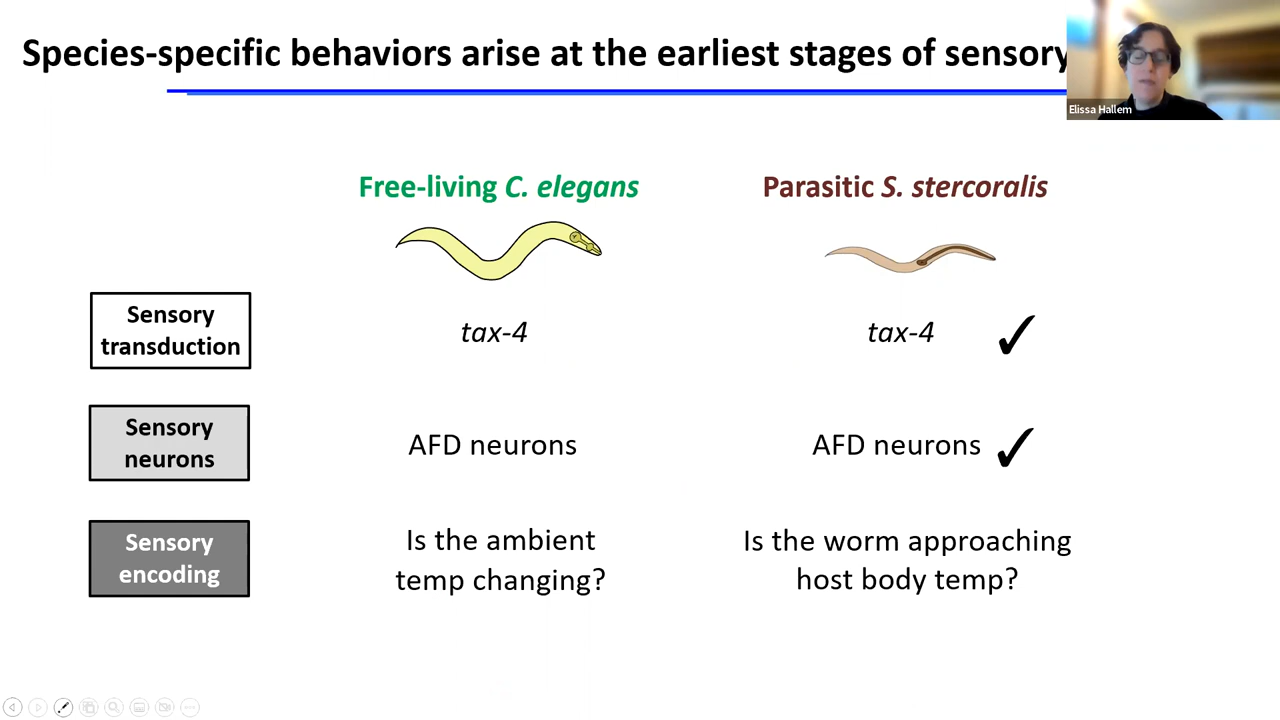 Species-specific behaviors arise at the earliest stages of sensory
Elissa Hallem
Free-living C. elegans
Parasitic S. stercoralis
Sensory
transduction
tax-4
tax-4 ✓
Sensory
neurons
AFD neurons
AFD neurons ✓
Sensory
encoding
Is the ambient
temp changing?
Is the worm approaching
host body temp?